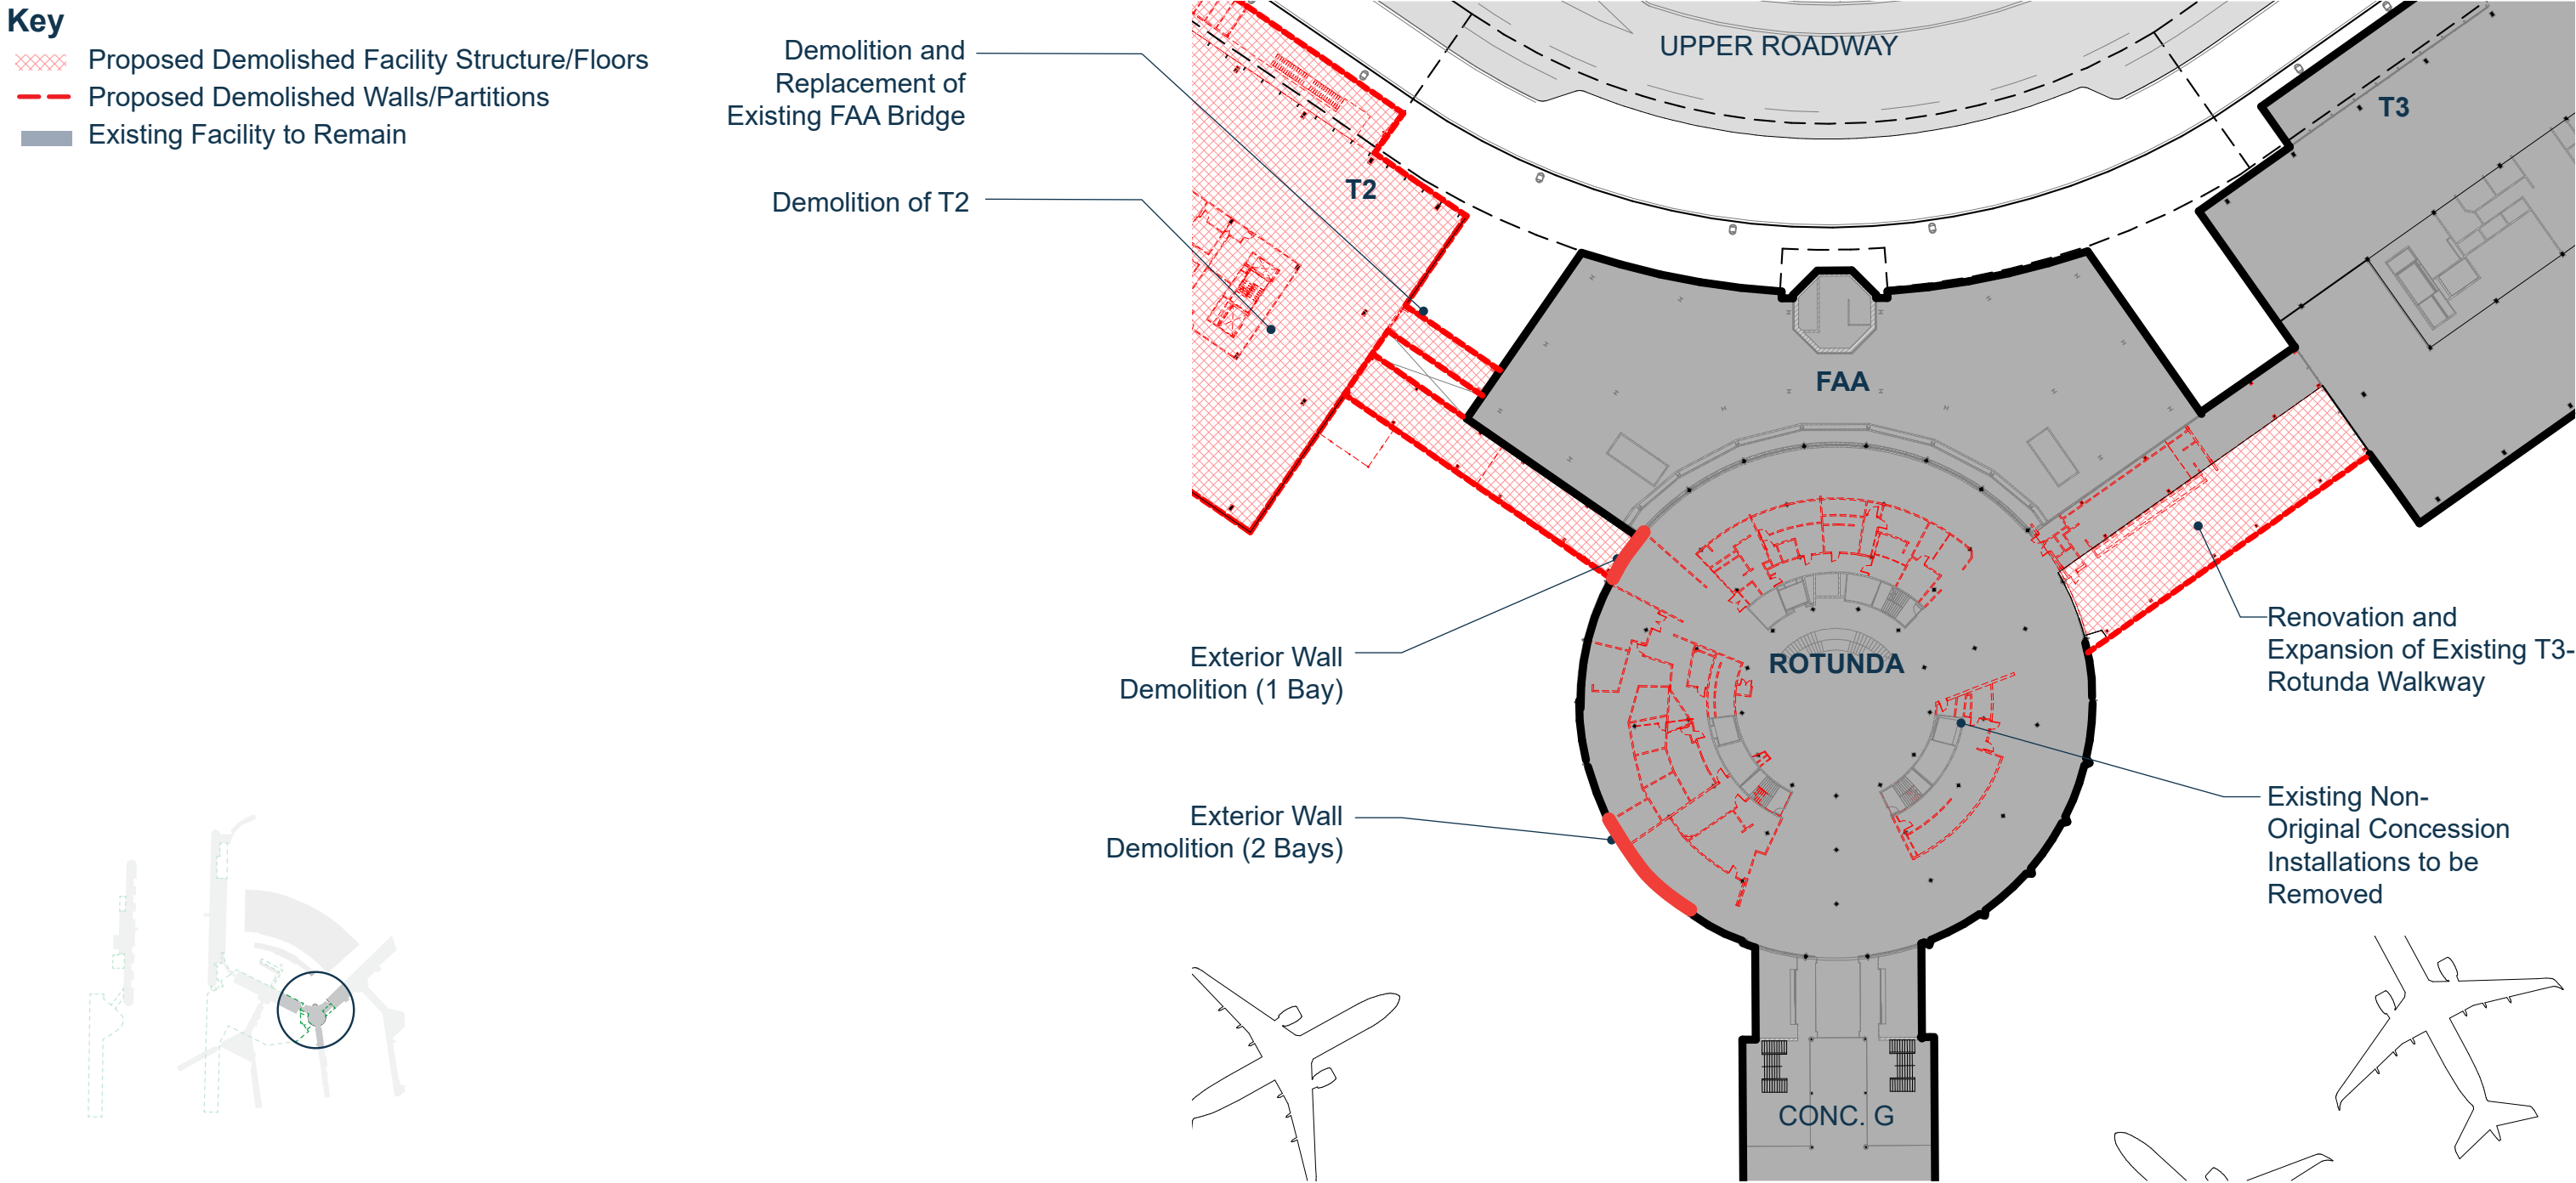 Key
Proposed Demolished Facility Structure/Floors
Proposed Demolished Walls/Partitions
Existing Facility to Remain
Demolition and
Replacement of
Existing FAA Bridge
Demolition of T2
UPPER ROADWAY
T3
T2
FAA
ROTUNDA
Exterior Wall
Demolition (1 Bay)
Exterior Wall
Demolition (2 Bays)
Renovation and
Expansion of Existing T3-
Rotunda Walkway
Existing Non-
Original Concession
Installations to be
Removed
CONC. G